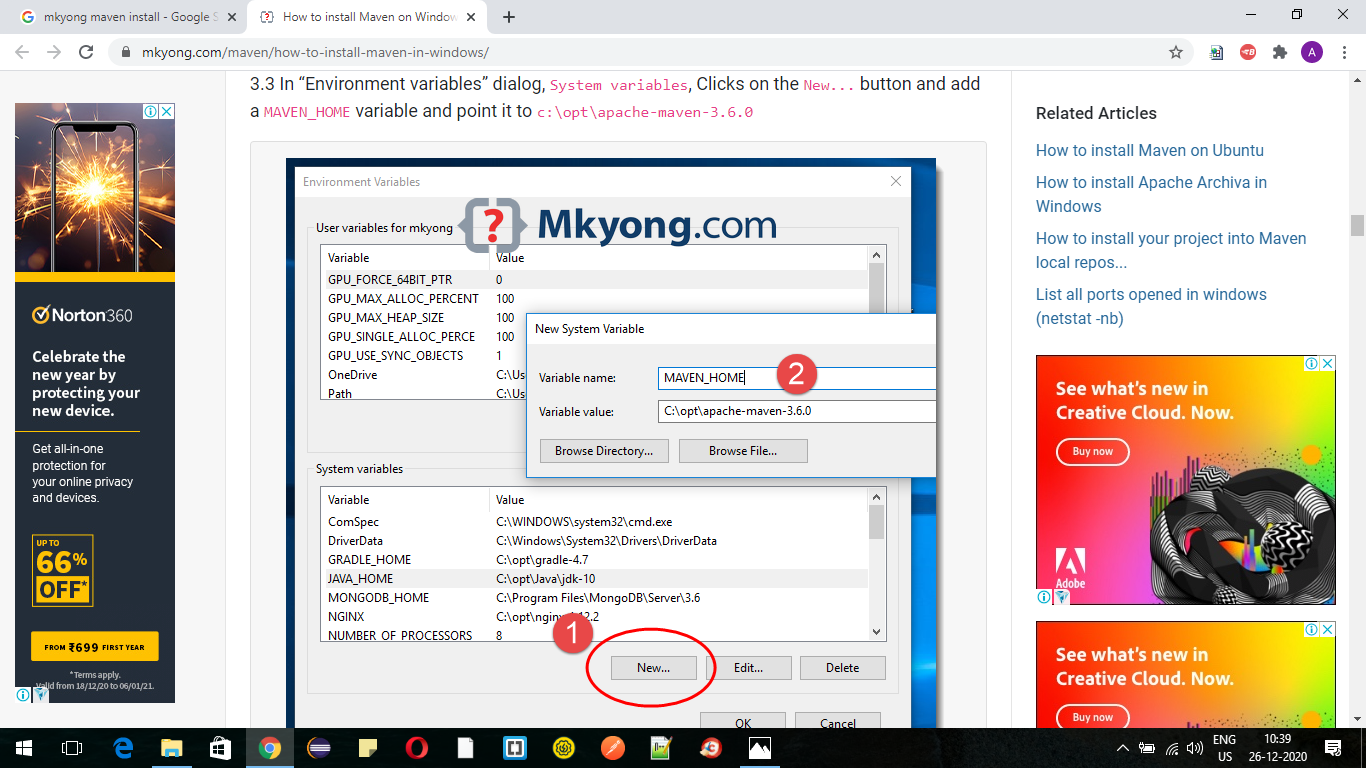 mkyong maven install - Google S
How to install Maven on Window
mkyong.com/maven/how-to-install-maven-in-windows/
A
3.3 In “Environment variables” dialog, System variables, Clicks on the New... button and add
a MAVEN_HOME variable and point it to c:\opt\apache-maven-3.6.0
Environment Variables
User variables for mkyong
Mkyong.com
Variable Value
GPU_FORCE_64BIT_PTR 0
GPU_MAX_ALLOC_PERCENT 100
GPU_MAX_HEAP_SIZE 100
GPU_SINGLE_ALLOC_PERCE 100
GPU_USE_SYNC_OBJECTS 1
OneDrive C:\Us
Path C:\Us
New System Variable
Variable name: MAVEN_HOME
2
Variable value: C:\opt\apache-maven-3.6.0
Browse Directory... Browse File...
System variables
Variable Value
ComSpec C:\WINDOWS\system32\cmd.exe
DriverData C:\Windows\System32\Drivers\DriverData
GRADLE_HOME C:\opt\gradle-4.7
JAVA_HOME C:\opt\Java\jdk-10
MONGODB_HOME C:\Program Files\MongoDB\Server\3.6
NGINX
NUMBER_OF_PROCESSORS 8
1
New... Edit... Delete
OK Cancel
Norton360
Celebrate the
new year by
protecting your
new device.
Get all-in-one
protection for
your online privacy
and devices.
UP TO
66%
OFF*
FROM ₹699 FIRST YEAR
*Terms apply.
Valid from 18/12/20 to 06/01/21.
Related Articles
How to install Maven on Ubuntu
How to install Apache Archiva in
Windows
How to install your project into Maven
local repos...
List all ports opened in windows
(netstat -nb)
See what’s new in
Creative Cloud. Now.
Buy now
Adobe
See what’s new in
Creative Cloud. Now.
Buy now
ENG
US
10:39
26-12-2020